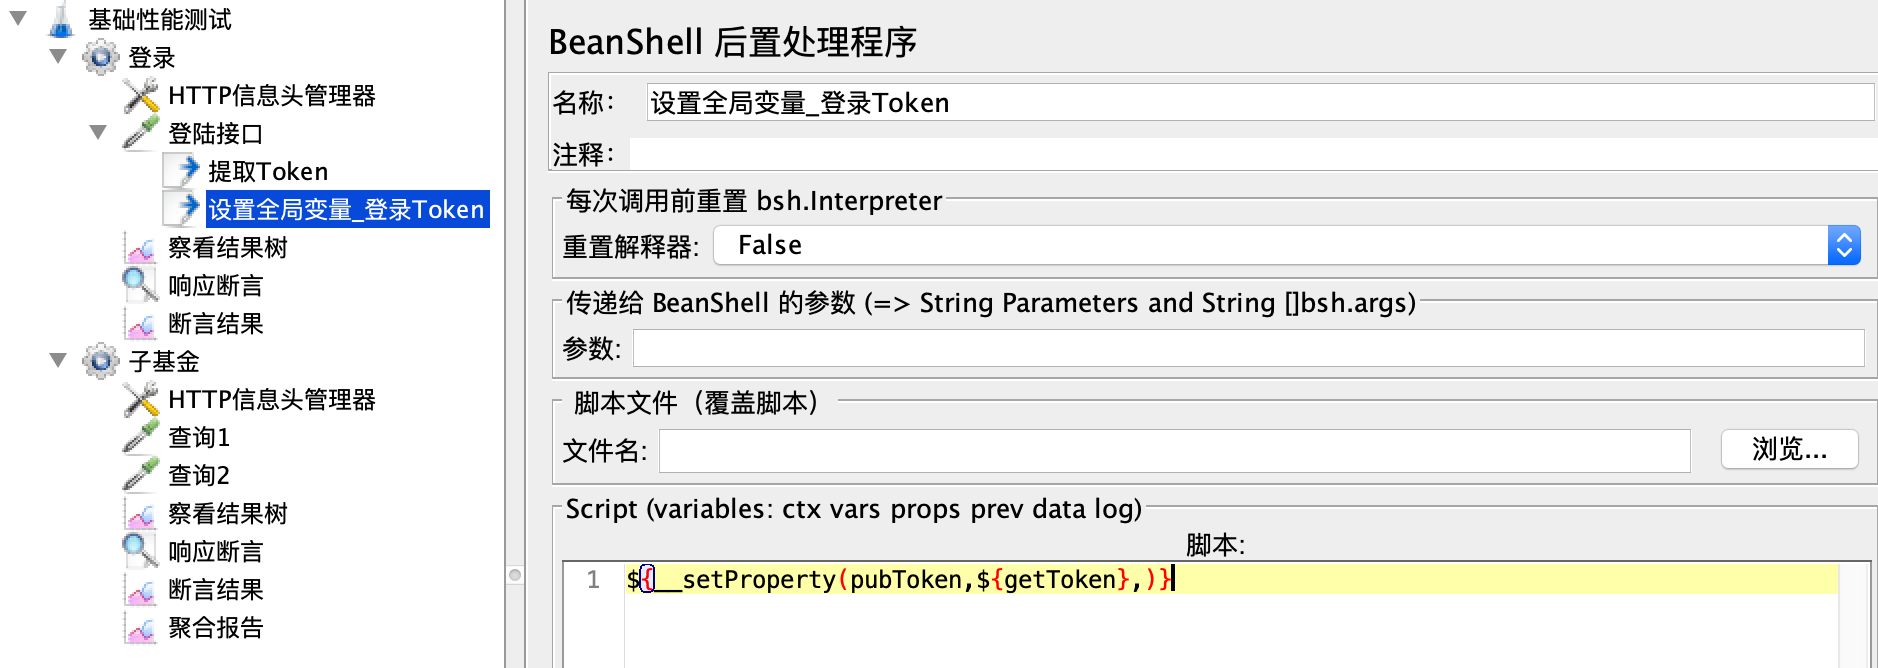 基础性能测试
登录
HTTP信息头管理器
登陆接口
提取Token
设置全局变量_登录Token
察看结果树
响应断言
断言结果
子基金
HTTP信息头管理器
查询1
查询2
察看结果树
响应断言
断言结果
聚合报告
BeanShell 后置处理程序
名称： 设置全局变量_登录Token
注释：
每次调用前重置 bsh.Interpreter
重置解释器: False
传递给 BeanShell 的参数 (=> String Parameters and String []bsh.args)
参数:
脚本文件（覆盖脚本）
文件名: 浏览...
Script (variables: ctx vars props prev data log)
脚本:
1 ${__setProperty(pubToken,${getToken},)}